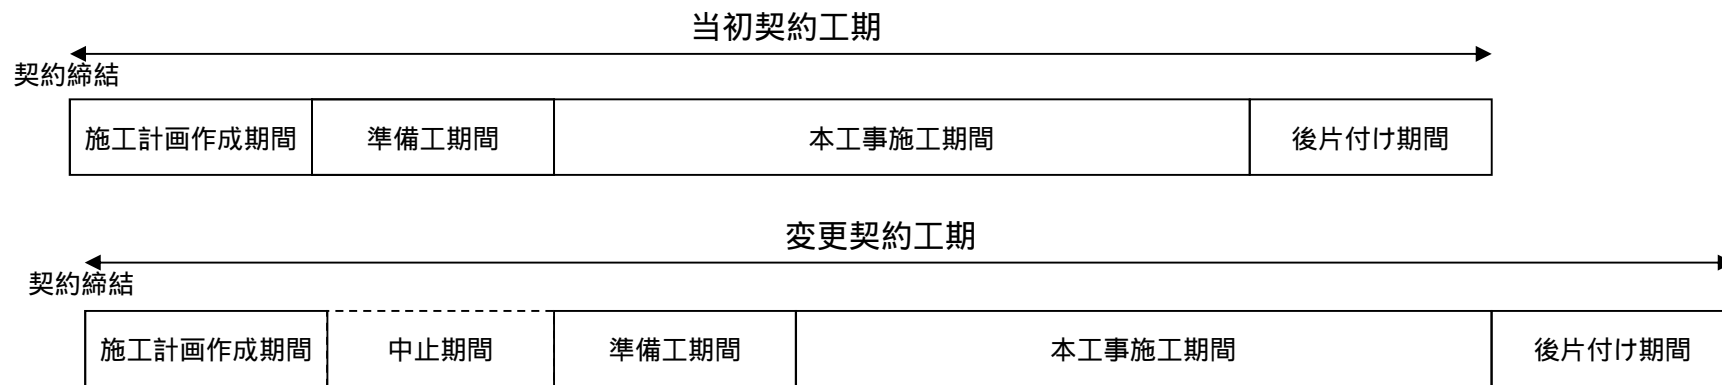 当初契約工期
契約締結
施工計画作成期間 準備工期間 本工事施工期間 後片付け期間
変更契約工期
契約締結
施工計画作成期間 中止期間 準備工期間 本工事施工期間 後片付け期間